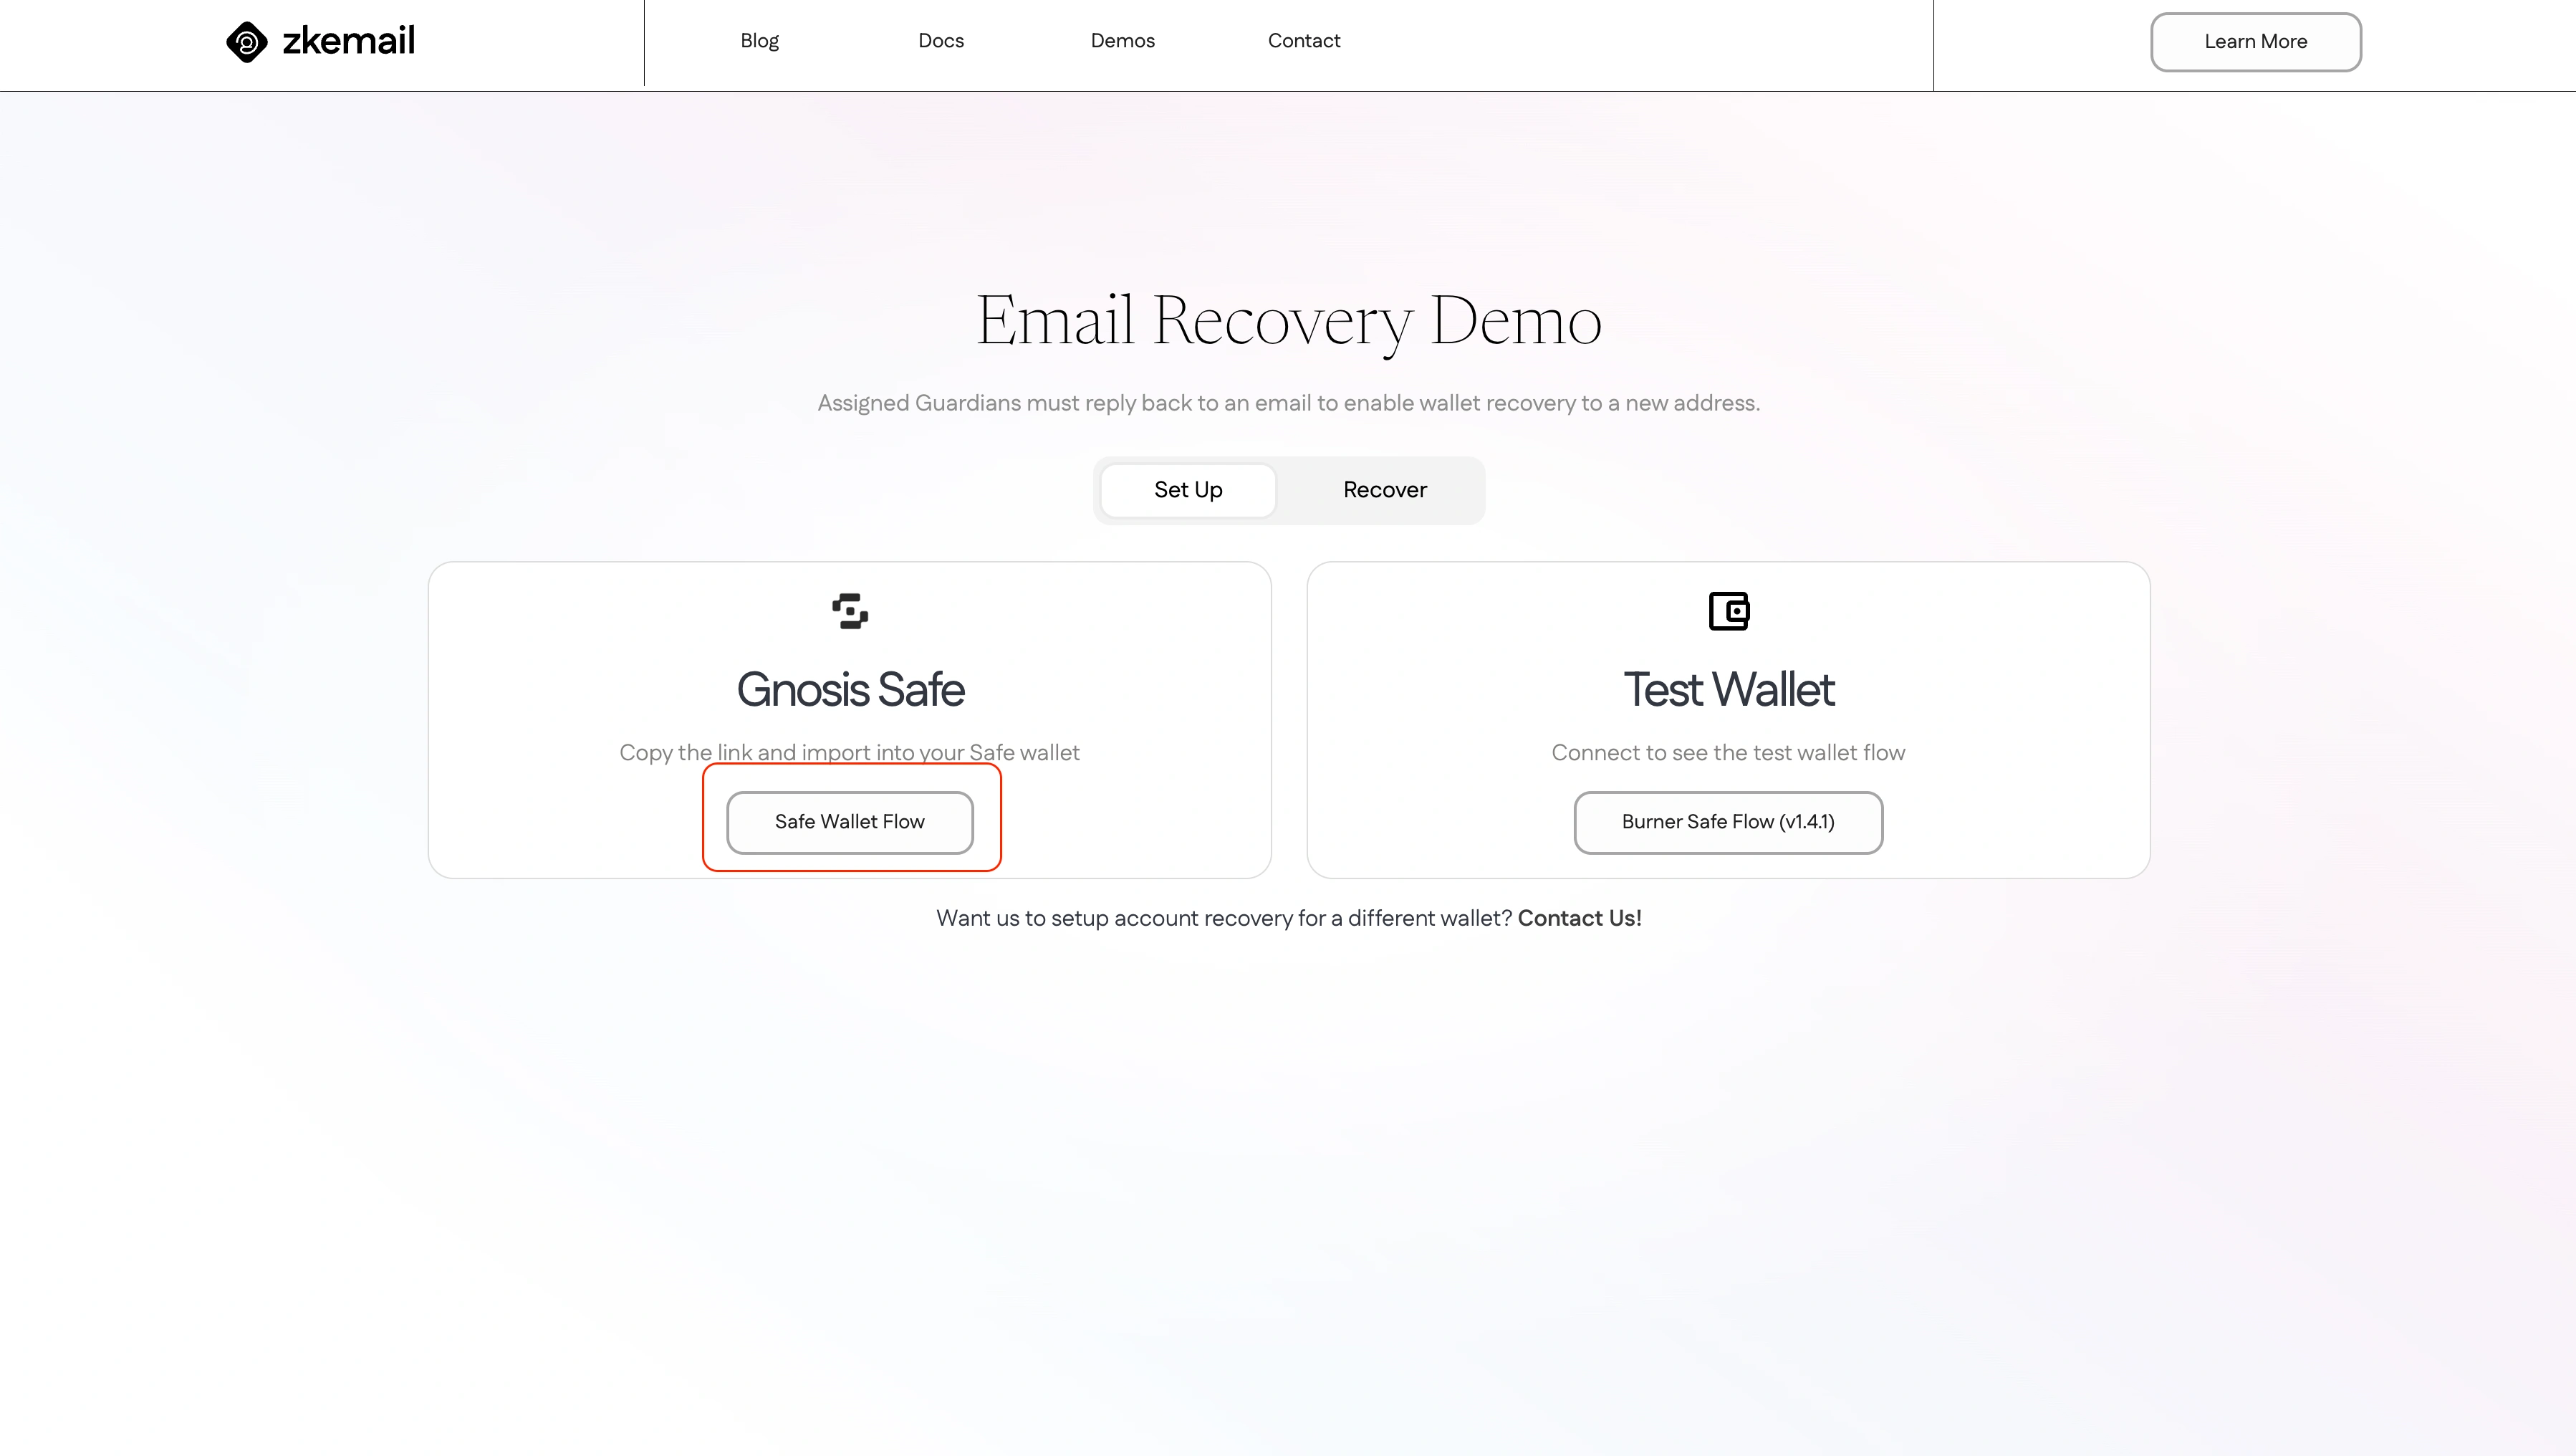 zkemail
Blog
Docs
Demos
Contact
Learn More
Email Recovery Demo
Assigned Guardians must reply back to an email to enable wallet recovery to a new address.
Set Up
Recover
Gnosis Safe
Copy the link and import into your Safe wallet
Safe Wallet Flow
Test Wallet
Connect to see the test wallet flow
Burner Safe Flow (v1.4.1)
Want us to setup account recovery for a different wallet? Contact Us!